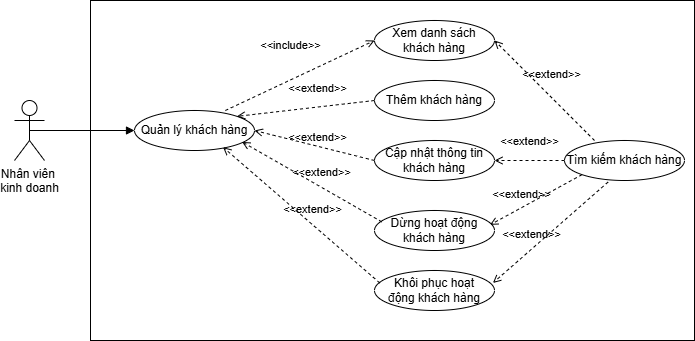 Xem danh sách
khách hàng
<<include>>
<<extend>>
<<extend>>
Thêm khách hàng
Quản lý khách hàng
<<extend>>
<<extend>>
Cập nhật thông tin
khách hàng
Tìm kiếm khách hàng
Nhân viên
kinh doanh
<<extend>>
<<extend>>
<<extend>>
Dừng hoạt động
khách hàng
<<extend>>
Khôi phục hoạt
động khách hàng